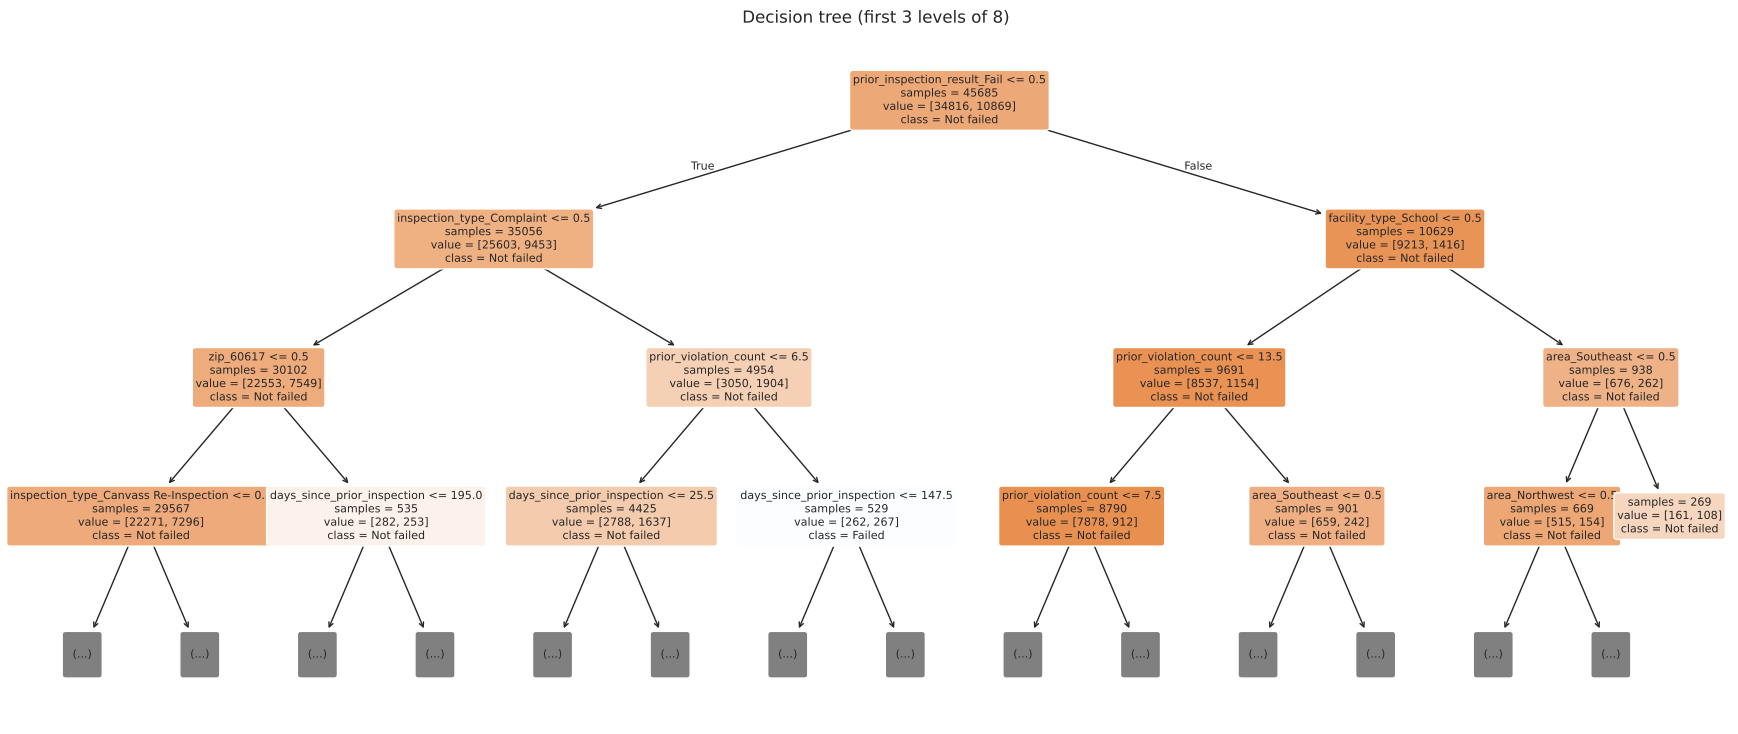 Decision tree (first 3 levels of 8)
prior_inspection_result_Fail <= 0.5
samples = 45685
value = [34816, 10869]
class = Not failed
True
False
inspection_type_Complaint <= 0.5
samples = 35056
value = [25603, 9453]
class = Not failed
facility_type_School <= 0.5
samples = 10629
value = [9213, 1416]
class = Not failed
zip_60617 <= 0.5
samples = 30102
value = [22553, 7549]
class = Not failed
prior_violation_count <= 6.5
samples = 4954
value = [3050, 1904]
class = Not failed
prior_violation_count <= 13.5
samples = 9691
value = [8537, 1154]
class = Not failed
area_Southeast <= 0.5
samples = 938
value = [676, 262]
class = Not failed
inspection_type_Canvass Re-Inspection <= 0.
samples = 29567
value = [22271, 7296]
class = Not failed
days_since_prior_inspection <= 195.0
samples = 535
value = [282, 253]
class = Not failed
days_since_prior_inspection <= 25.5
samples = 4425
value = [2788, 1637]
class = Not failed
days_since_prior_inspection <= 147.5
samples = 529
value = [262, 267]
class = Failed
prior_violation_count <= 7.5
samples = 8790
value = [7878, 912]
class = Not failed
area_Southeast <= 0.5
samples = 901
value = [659, 242]
class = Not failed
area_Northwest <= 0.5
samples = 669
value = [515, 154]
class = Not failed
samples = 269
value = [161, 108]
class = Not failed
(...)
(...)
(...)
(...)
(...)
(...)
(...)
(...)
(...)
(...)
(...)
(...)
(...)
(...)